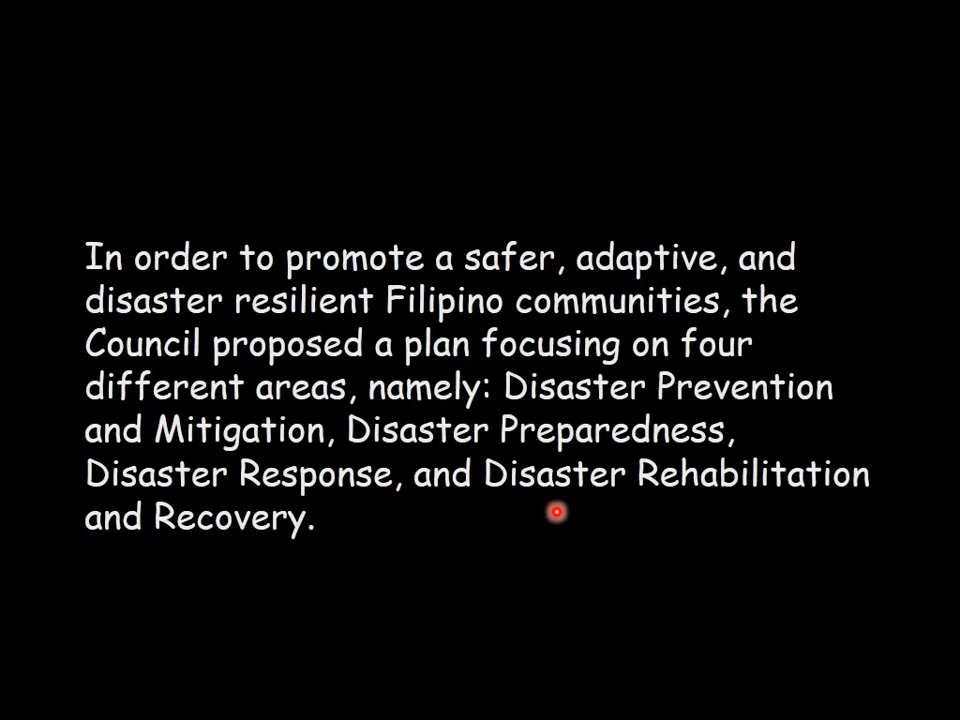 In order to promote a safer, adaptive, and
disaster resilient Filipino communities, the
Council proposed a plan focusing on four
different areas, namely: Disaster Prevention
and Mitigation, Disaster Preparedness,
Disaster Response, and Disaster Rehabilitation
and Recovery.